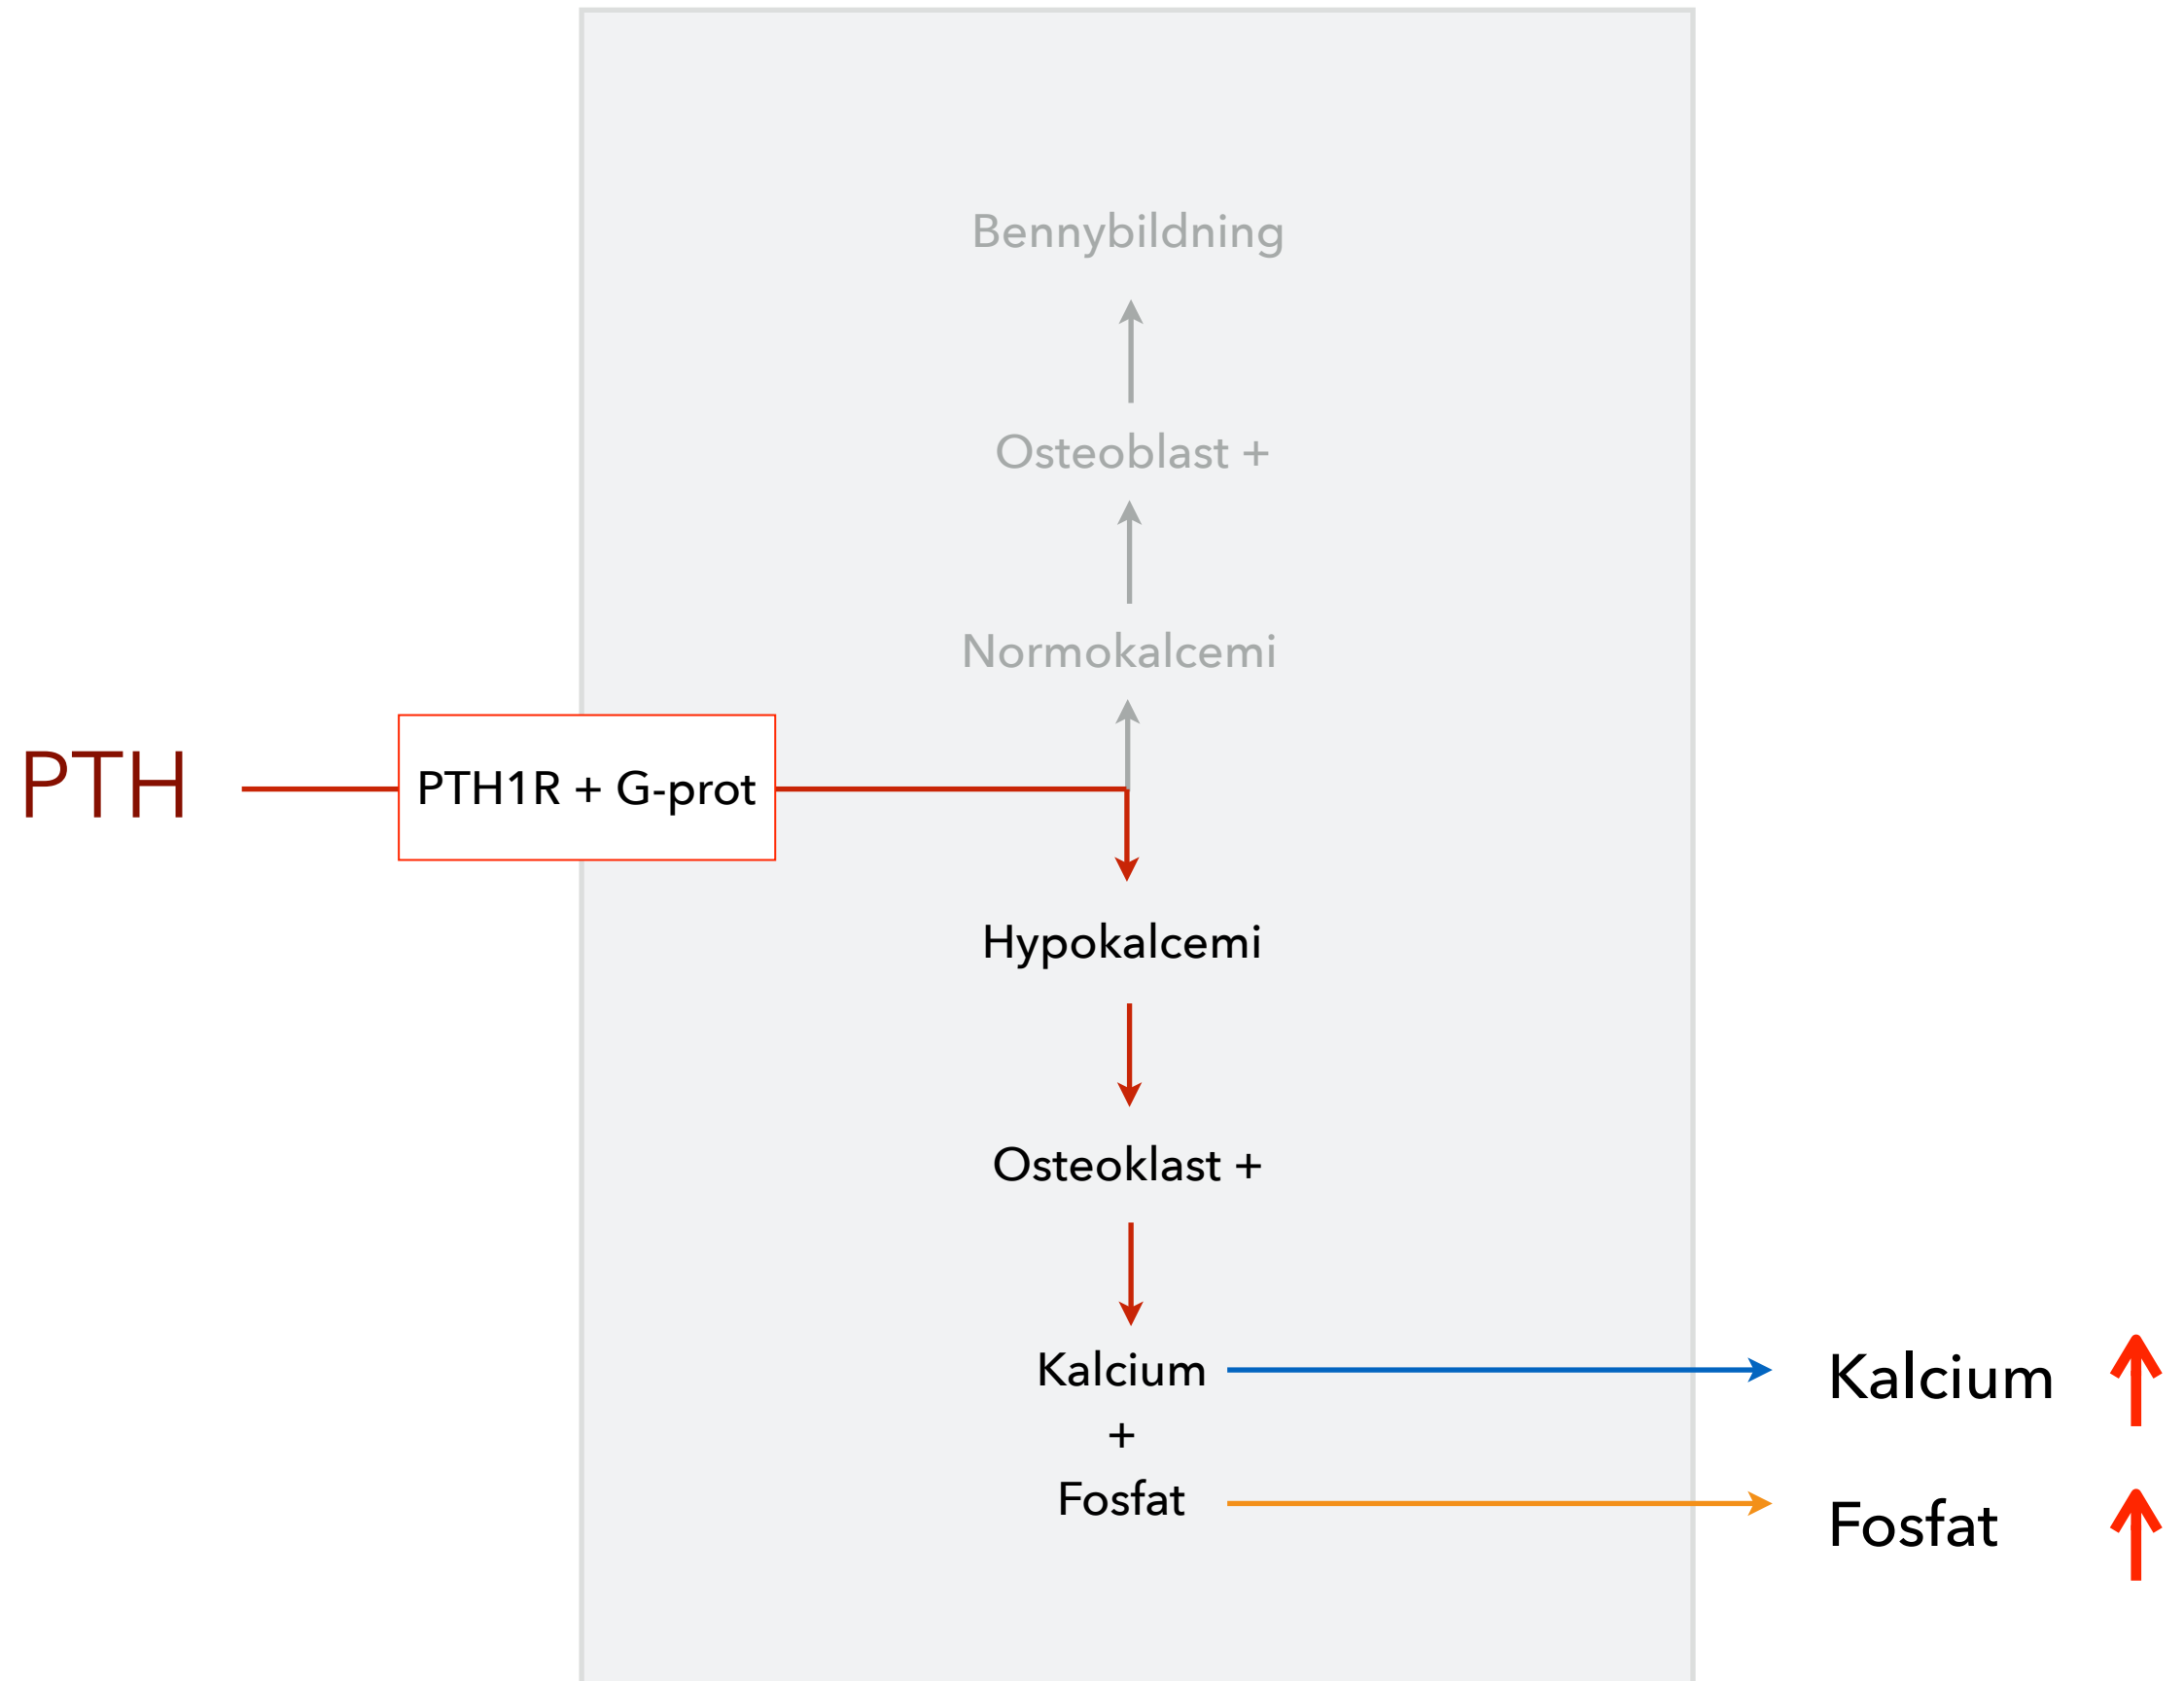 Bennybildning
Osteoblast +
Normokalcemi
PTH
PTH1R + G-prot
Hypokalcemi
Osteoklast +
Kalcium
Kalcium
+
Fosfat
Fosfat